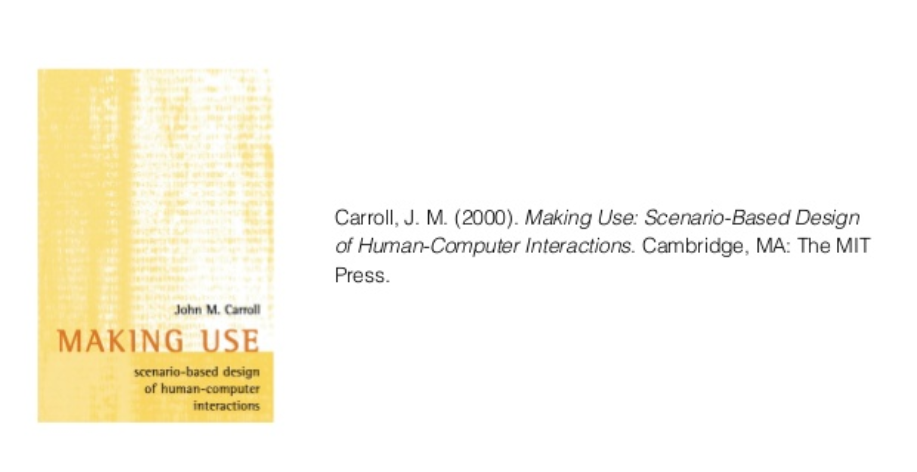 John M. Carroll
MAKING USE
scenario-based design
of human-computer
interactions
Carroll, J. M. (2000). Making Use: Scenario-Based Design
of Human-Computer Interactions. Cambridge, MA: The MIT
Press.